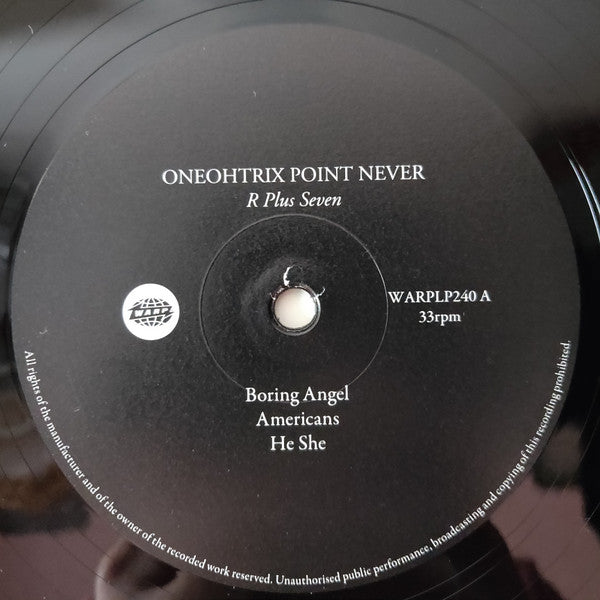 ONEOHTRIX POINT NEVER
R Plus Seven
WARP
WARPLP240 A
33rpm
Boring Angel
Americans
He She
All rights of the manufacturer and of the owner of the recorded work reserved. Unauthorised public performance, broadcasting and copying of this recording prohibited.